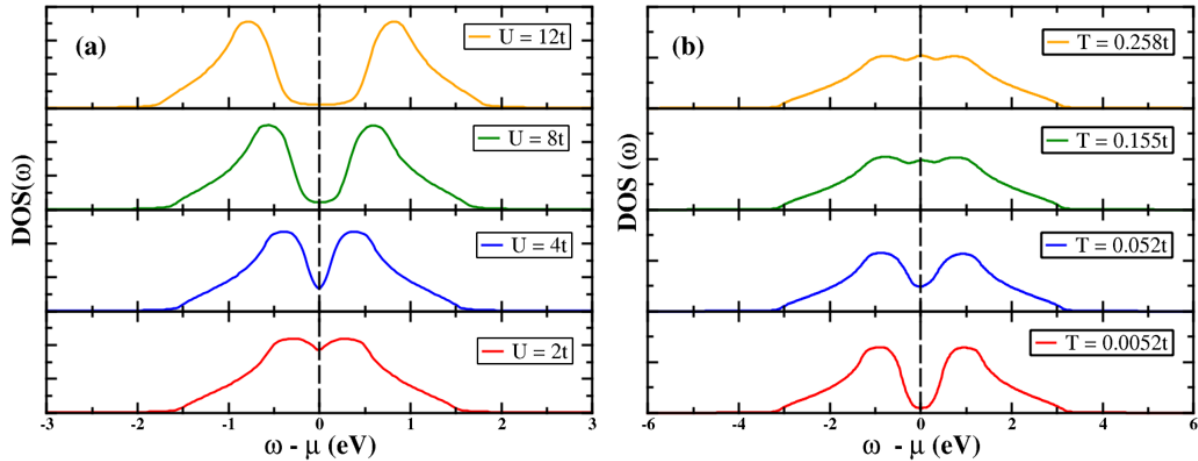 (a)
U = 12t
U = 8t
U = 4t
U = 2t
DOS(ω)
-3 -2 -1 0 1 2 3
ω - μ (eV)
(b)
T = 0.258t
T = 0.155t
T = 0.052t
T = 0.0052t
DOS (ω)
-6 -4 -2 0 2 4 6
ω - μ (eV)